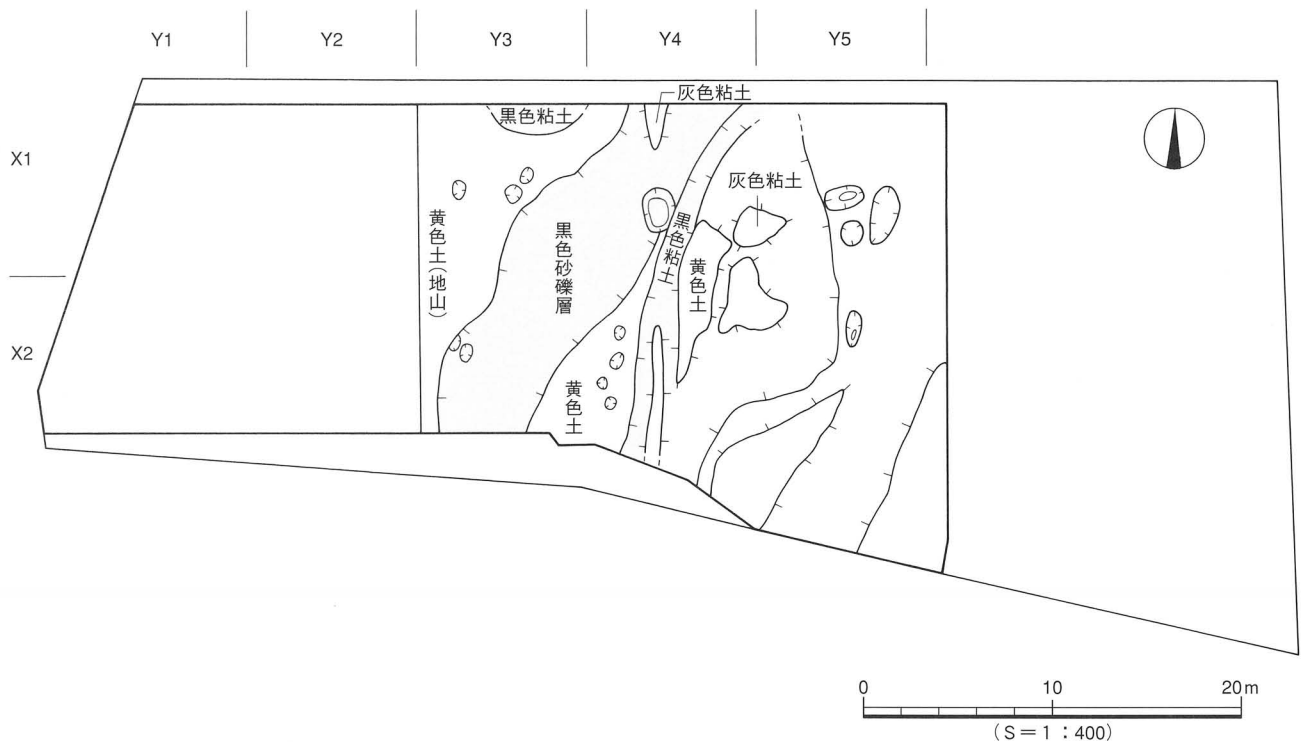 Y1
Y2
Y3
Y4
Y5
灰色粘土
黒色粘土
X1
灰色粘土
黄色土(地山)
黒色砂礫層
黒色粘土
黄色土
X2
黄色土
0
10
20m
(S=1:400)